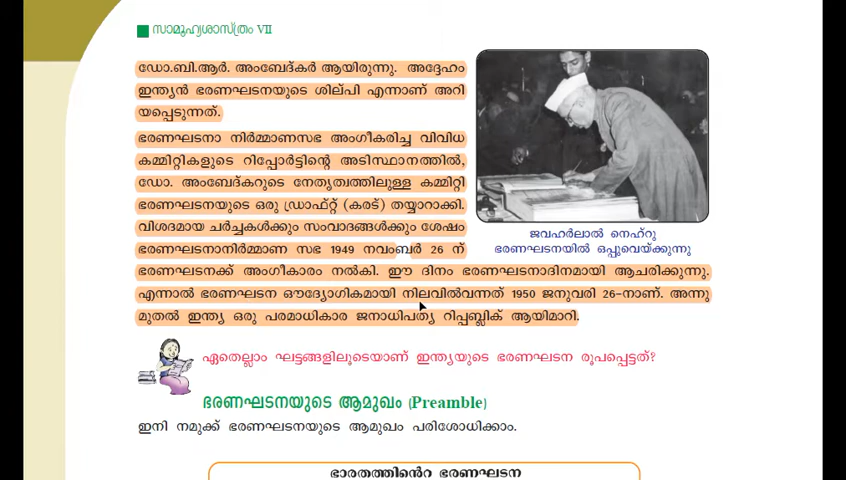 സാമൂഹ്യശാസ്ത്രം VII
ഡോ.ബി.ആർ. അംബേദ്കർ ആയിരുന്നു. അദ്ദേഹം
ഇന്ത്യൻ ഭരണഘടനയുടെ ശില്പി എന്നാണ് അറി
യപ്പെടുന്നത്.
ഭരണഘടനാ നിർമ്മാണസഭ അംഗീകരിച്ച വിവിധ
കമ്മിറ്റികളുടെ റിപ്പോർട്ടിന്റെ അടിസ്ഥാനത്തിൽ,
ഡോ. അംബേദ്കറുടെ നേതൃത്വത്തിലുള്ള കമ്മിറ്റി
ഭരണഘടനയുടെ ഒരു ഡ്രാഫ്റ്റ് (കരട്) തയ്യാറാക്കി.
വിശദമായ ചർച്ചകൾക്കും സംവാദങ്ങൾക്കും ശേഷം
ഭരണഘടനാനിർമ്മാണ സഭ 1949 നവംബർ 26 ന്
ജവഹർലാൽ നെഹ്റു
ഭരണഘടനയിൽ ഒപ്പുവെയ്ക്കുന്നു
ഭരണഘടനക്ക് അംഗീകാരം നൽകി. ഈ ദിനം ഭരണഘടനാദിനമായി ആചരിക്കുന്നു.
എന്നാൽ ഭരണഘടന ഔദ്യോഗികമായി നിലവിൽവന്നത് 1950 ജനുവരി 26-നാണ്. അന്നു
മുതൽ ഇന്ത്യ ഒരു പരമാധികാര ജനാധിപത്യ റിപ്പബ്ലിക് ആയിമാറി.
ഏതെല്ലാം ഘട്ടങ്ങളിലൂടെയാണ് ഇന്ത്യയുടെ ഭരണഘടന രൂപപ്പെട്ടത്?
ഭരണഘടനയുടെ ആമുഖം (Preamble)
ഇനി നമുക്ക് ഭരണഘടനയുടെ ആമുഖം പരിശോധിക്കാം.
ഭാരതത്തിന്റെ ഭരണഘടന